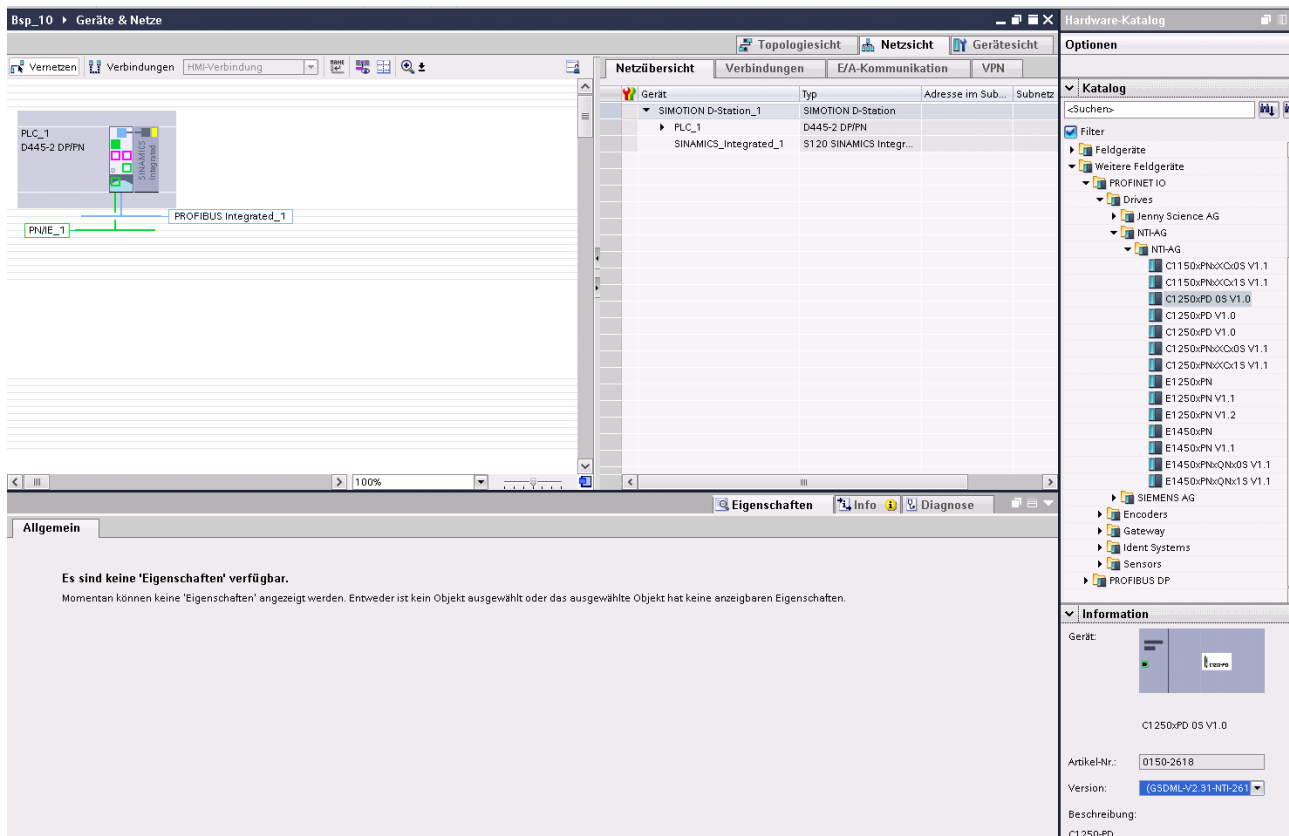 Bsp_10 ▸ Geräte & Netze
Topologiesicht Netzsicht Gerätesicht
Vernetzen Verbindungen HMI-Verbindung
PLC_1
D445-2 DP/PN
SINAMICS
Integrated
PROFIBUS Integrated_1
PN/IE_1
100%
Netzübersicht Verbindungen E/A-Kommunikation VPN
Gerät Typ Adresse im Sub... Subnetz
SIMOTION D-Station_1 SIMOTION D-Station
PLC_1 D445-2 DP/PN
SINAMICS_Integrated_1 S120 SINAMICS Integr...
Eigenschaften Info Diagnose
Allgemein
Es sind keine 'Eigenschaften' verfügbar.
Momentan können keine 'Eigenschaften' angezeigt werden. Entweder ist kein Objekt ausgewählt oder das ausgewählte Objekt hat keine anzeigbaren Eigenschaften.
Hardware-Katalog
Optionen
Katalog
<Suchen>
Filter
Feldgeräte
Weitere Feldgeräte
PROFINET IO
Drives
Jenny Science AG
NTI-AG
NTI-AG
C1150xPNxXCx0S V1.1
C1150xPNxXCx1S V1.1
C1250xPD 0S V1.0
C1250xPD V1.0
C1250xPD V1.0
C1250xPNxXCx0S V1.1
C1250xPNxXCx1S V1.1
E1250xPN
E1250xPN V1.1
E1250xPN V1.2
E1450xPN
E1450xPN V1.1
E1450xPNxQNx0S V1.1
E1450xPNxQNx1S V1.1
SIEMENS AG
Encoders
Gateway
Ident Systems
Sensors
PROFIBUS DP
Information
Gerät:
C1250xPD 0S V1.0
Artikel-Nr.: 0150-2618
Version: (GSDML-V2.31-NTI-261
Beschreibung:
C1250-PD